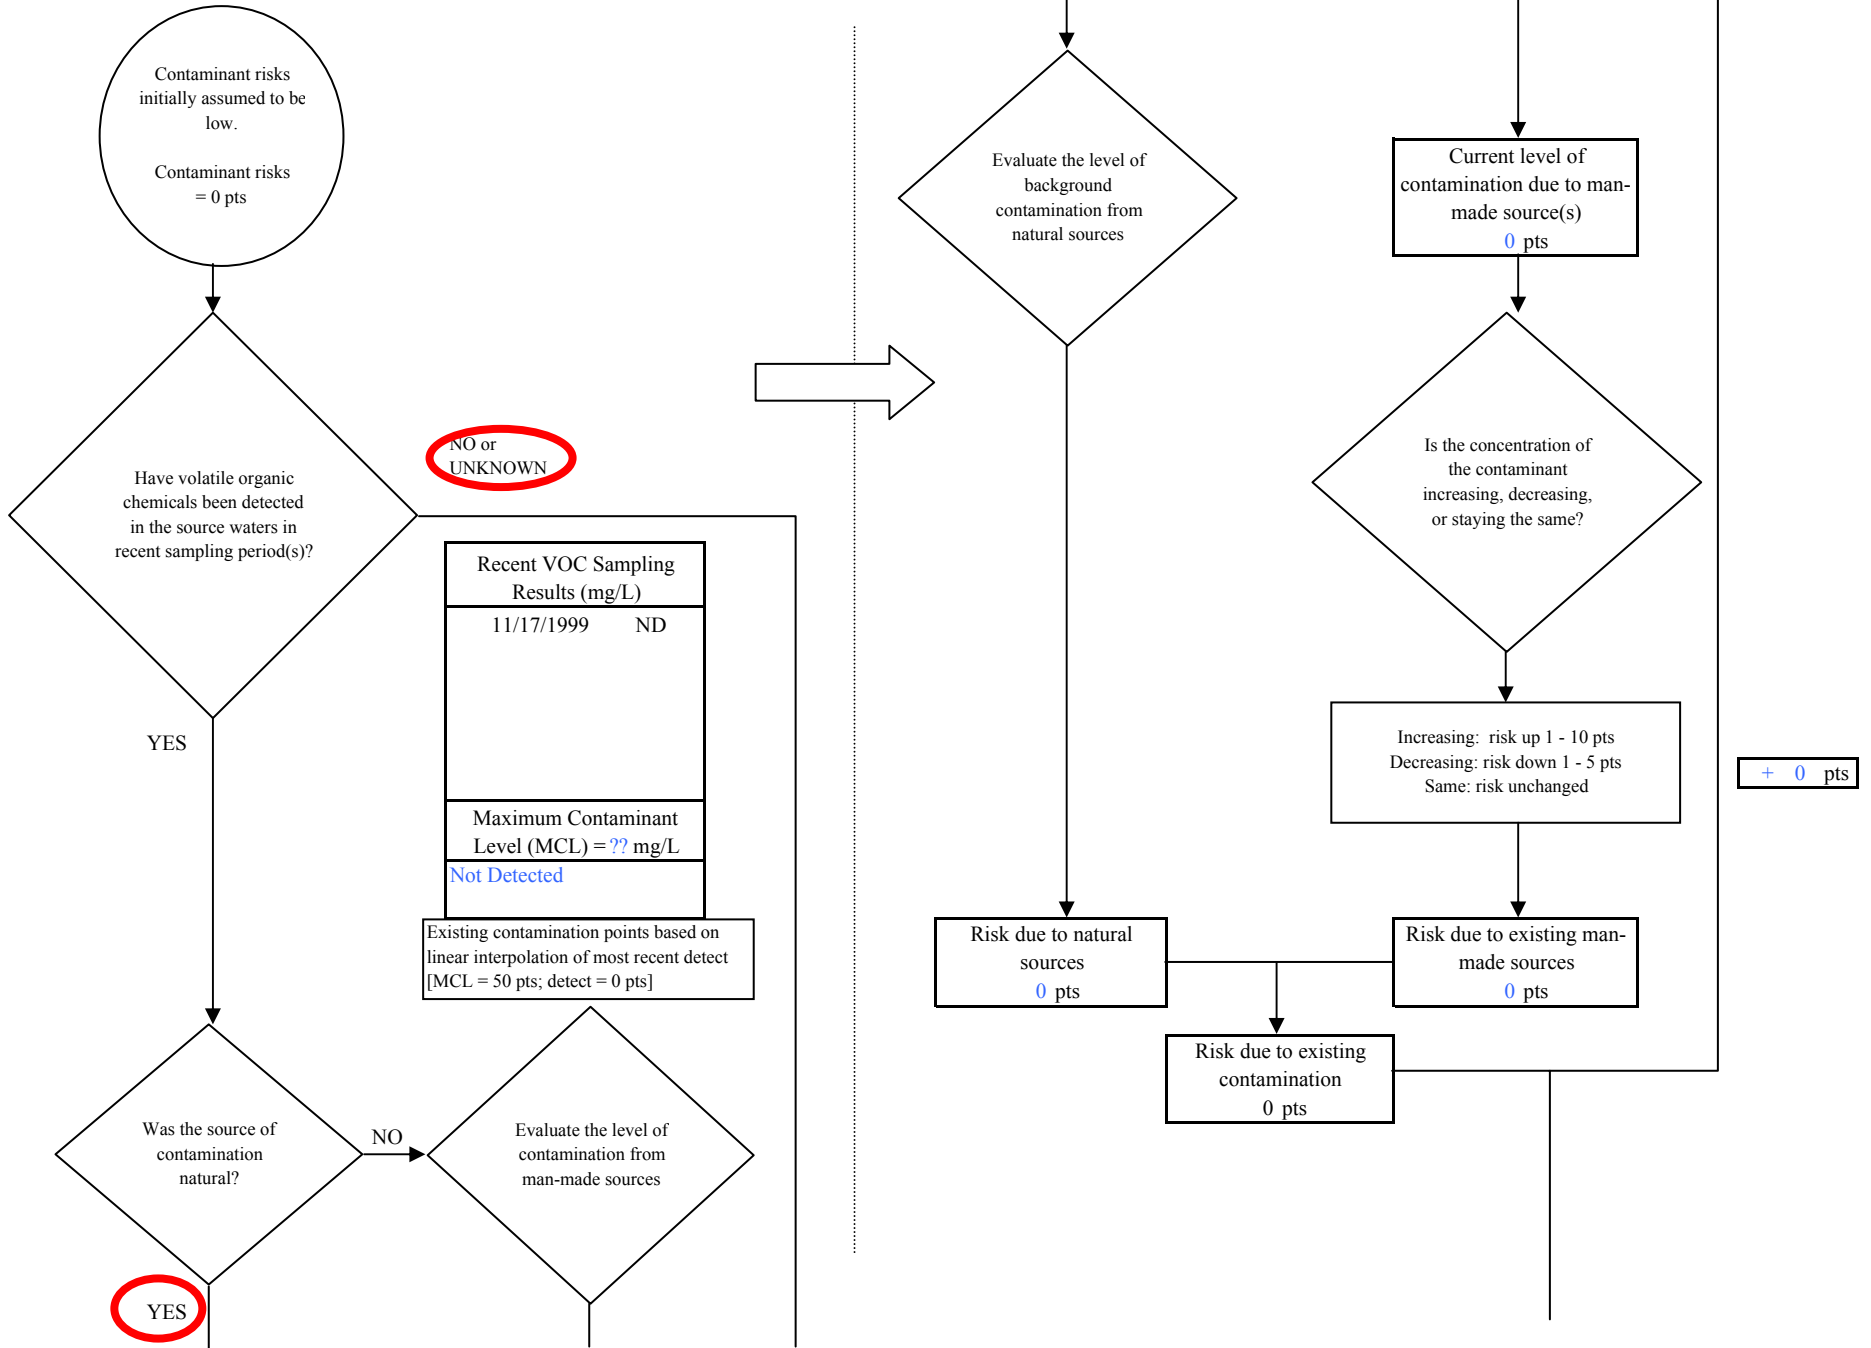 Contaminant risks
initially assumed to be
low.
Contaminant risks
= 0 pts
Have volatile organic
chemicals been detected
in the source waters in
recent sampling period(s)?
NO or
UNKNOWN
YES
Recent VOC Sampling
Results (mg/L)
11/17/1999 ND
Maximum Contaminant
Level (MCL) = ?? mg/L
Not Detected
Existing contamination points based on
linear interpolation of most recent detect
[MCL = 50 pts; detect = 0 pts]
Was the source of
contamination
natural?
NO
Evaluate the level of
contamination from
man-made sources
YES
Evaluate the level of
background
contamination from
natural sources
Current level of
contamination due to man-
made source(s)
0 pts
Is the concentration of
the contaminant
increasing, decreasing,
or staying the same?
Increasing: risk up 1 - 10 pts
Decreasing: risk down 1 - 5 pts
Same: risk unchanged
+ 0 pts
Risk due to natural
sources
0 pts
Risk due to existing man-
made sources
0 pts
Risk due to existing
contamination
0 pts